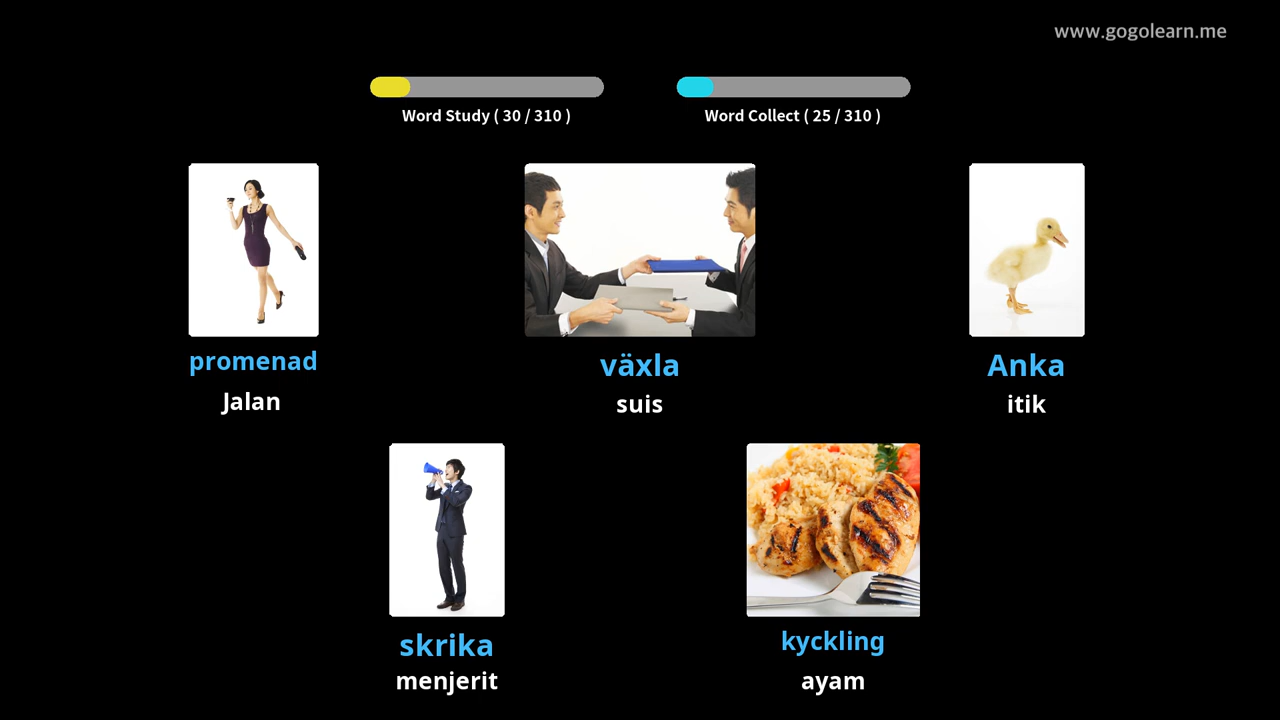 www.gogolearn.me
Word Study ( 30 / 310 )
Word Collect ( 25 / 310 )
promenad
Jalan
växla
suis
Anka
itik
skrika
menjerit
kyckling
ayam